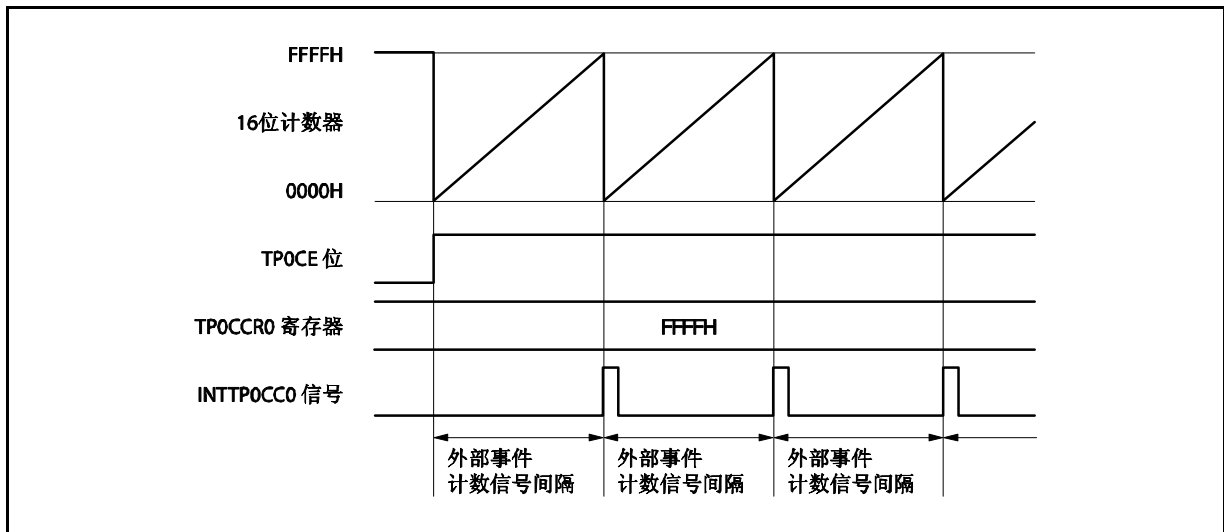 FFFFH
16位计数器
0000H
TP0CE 位
TP0CCR0 寄存器
FFFFH
INTTP0CC0 信号
外部事件
计数信号间隔
外部事件
计数信号间隔
外部事件
计数信号间隔